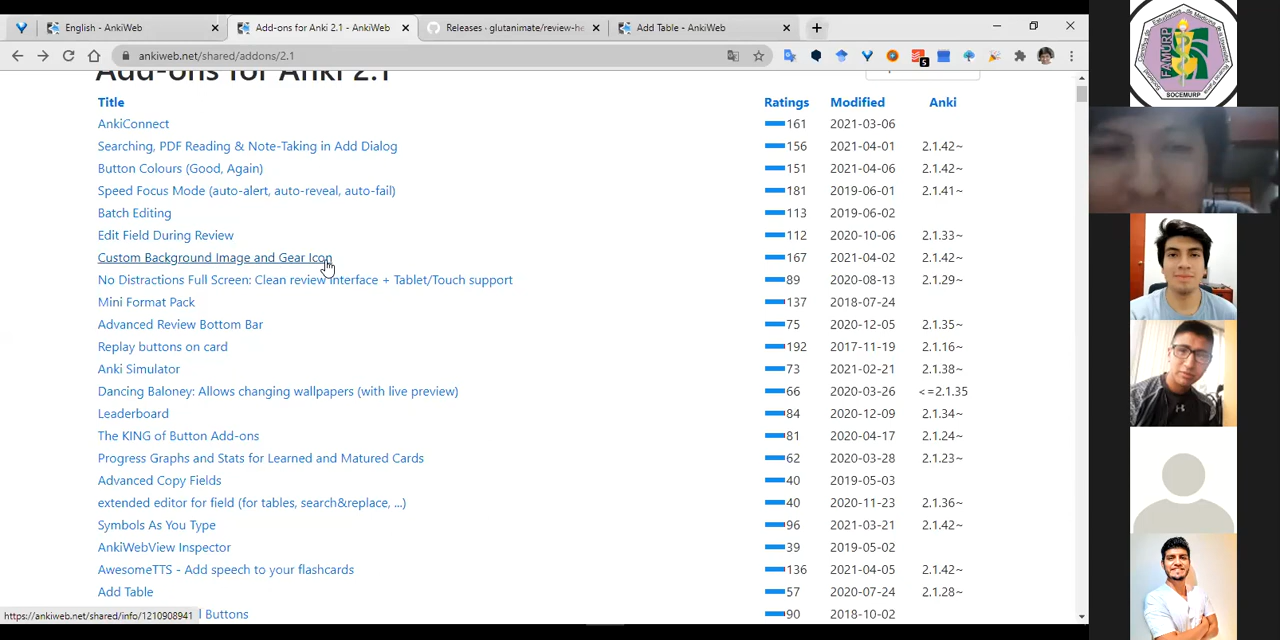 English - AnkiWeb
Add-ons for Anki 2.1 - AnkiWeb
Releases · glutanimate/review-he
Add Table - AnkiWeb
ankiweb.net/shared/addons/2.1
5
Add-ons for Anki 2.1
Title Ratings Modified Anki
AnkiConnect 161 2021-03-06
Searching, PDF Reading & Note-Taking in Add Dialog 156 2021-04-01 2.1.42~
Button Colours (Good, Again) 151 2021-04-06 2.1.42~
Speed Focus Mode (auto-alert, auto-reveal, auto-fail) 181 2019-06-01 2.1.41~
Batch Editing 113 2019-06-02
Edit Field During Review 112 2020-10-06 2.1.33~
Custom Background Image and Gear Icon 167 2021-04-02 2.1.42~
No Distractions Full Screen: Clean review interface + Tablet/Touch support 89 2020-08-13 2.1.29~
Mini Format Pack 137 2018-07-24
Advanced Review Bottom Bar 75 2020-12-05 2.1.35~
Replay buttons on card 192 2017-11-19 2.1.16~
Anki Simulator 73 2021-02-21 2.1.38~
Dancing Baloney: Allows changing wallpapers (with live preview) 66 2020-03-26 <=2.1.35
Leaderboard 84 2020-12-09 2.1.34~
The KING of Button Add-ons 81 2020-04-17 2.1.24~
Progress Graphs and Stats for Learned and Matured Cards 62 2020-03-28 2.1.23~
Advanced Copy Fields 40 2019-05-03
extended editor for field (for tables, search&replace, ...) 40 2020-11-23 2.1.36~
Symbols As You Type 96 2021-03-21 2.1.42~
AnkiWebView Inspector 39 2019-05-02
AwesomeTTS - Add speech to your flashcards 136 2021-04-05 2.1.42~
Add Table 57 2020-07-24 2.1.28~
https://ankiweb.net/shared/info/1210908941 l Buttons 90 2018-10-02
FAMURP
SOCEMURP